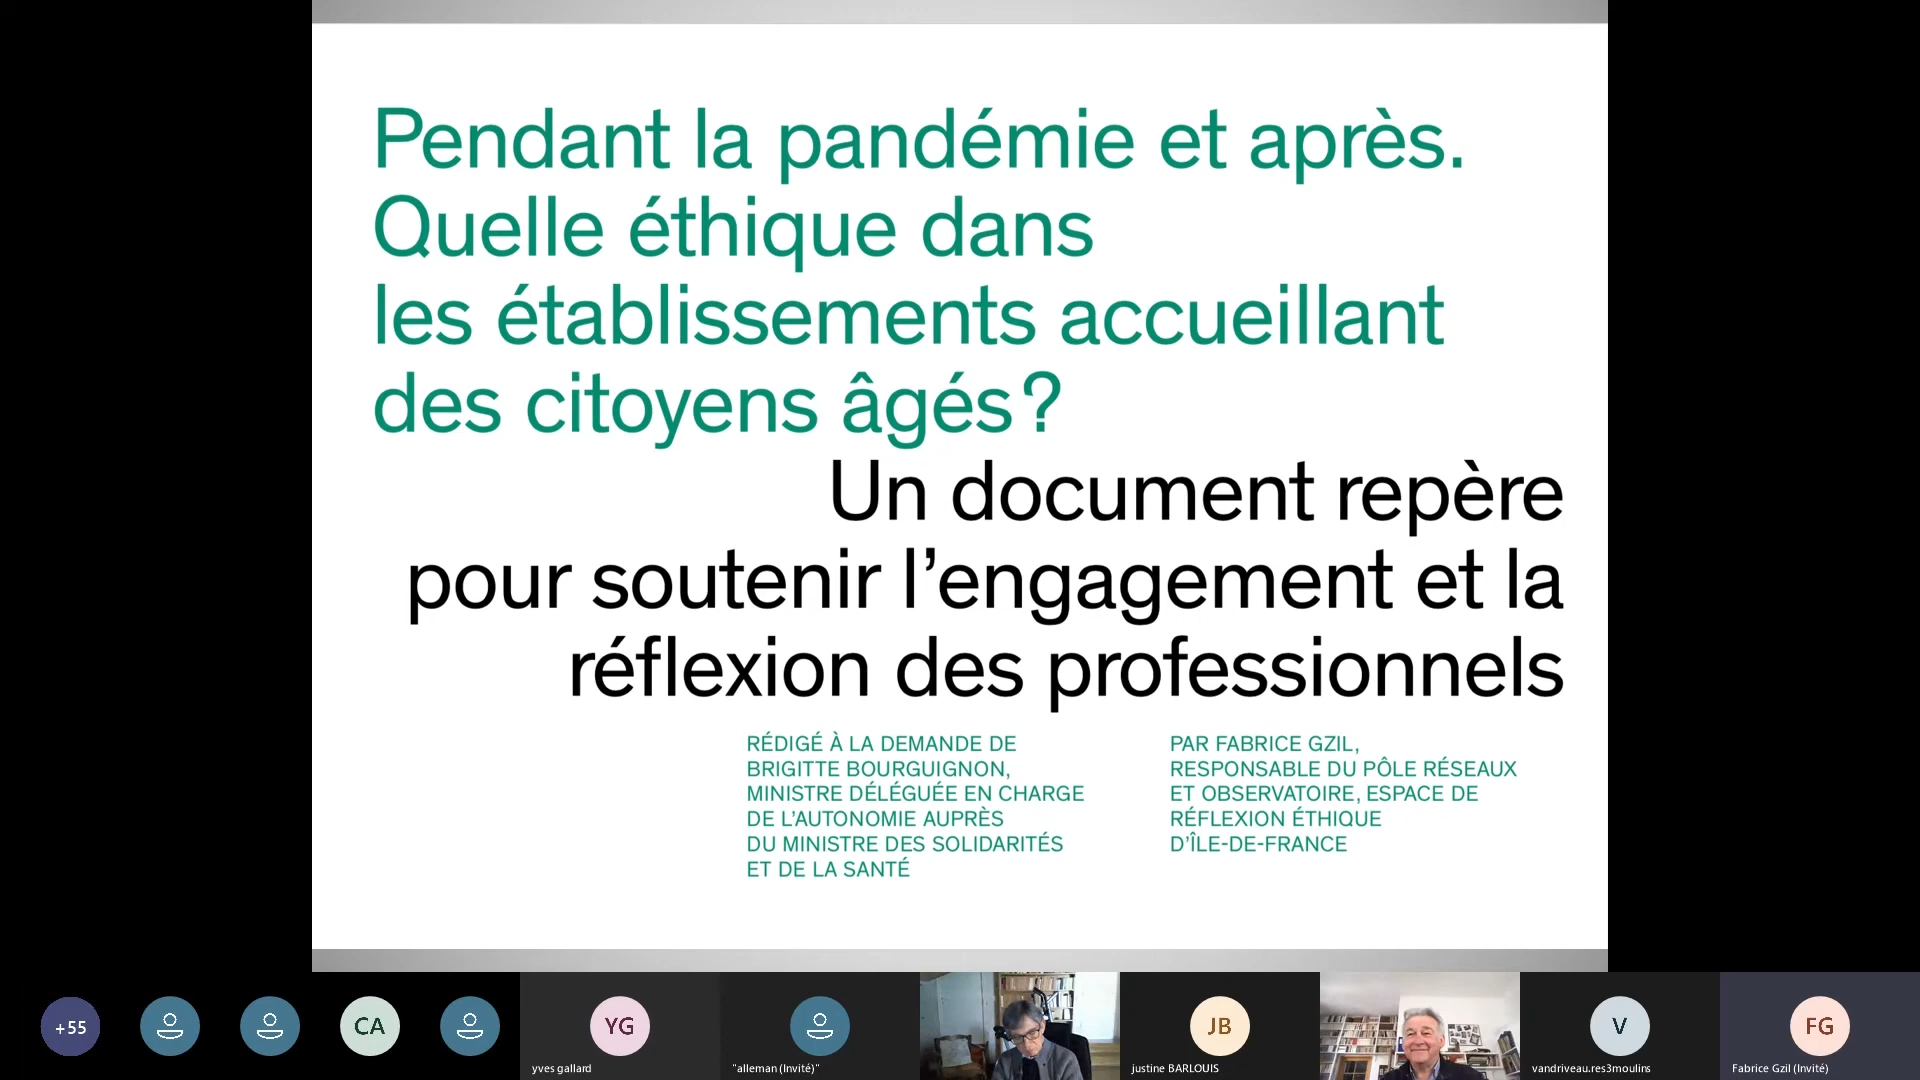 Pendant la pandémie et après.
Quelle éthique dans
les établissements accueillant
des citoyens âgés ?
Un document repère
pour soutenir l’engagement et la
réflexion des professionnels
RÉDIGÉ À LA DEMANDE DE
BRIGITTE BOURGUIGNON,
MINISTRE DÉLÉGUÉE EN CHARGE
DE L’AUTONOMIE AUPRÈS
DU MINISTRE DES SOLIDARITÉS
ET DE LA SANTÉ
PAR FABRICE GZIL,
RESPONSABLE DU PÔLE RÉSEAUX
ET OBSERVATOIRE, ESPACE DE
RÉFLEXION ÉTHIQUE
D’ÎLE-DE-FRANCE
+55
CA
YG
yves gallard
"alleman (Invité)"
JB
justine BARLOUIS
V
vandriveau.res3moulins
FG
Fabrice Gzil (Invité)